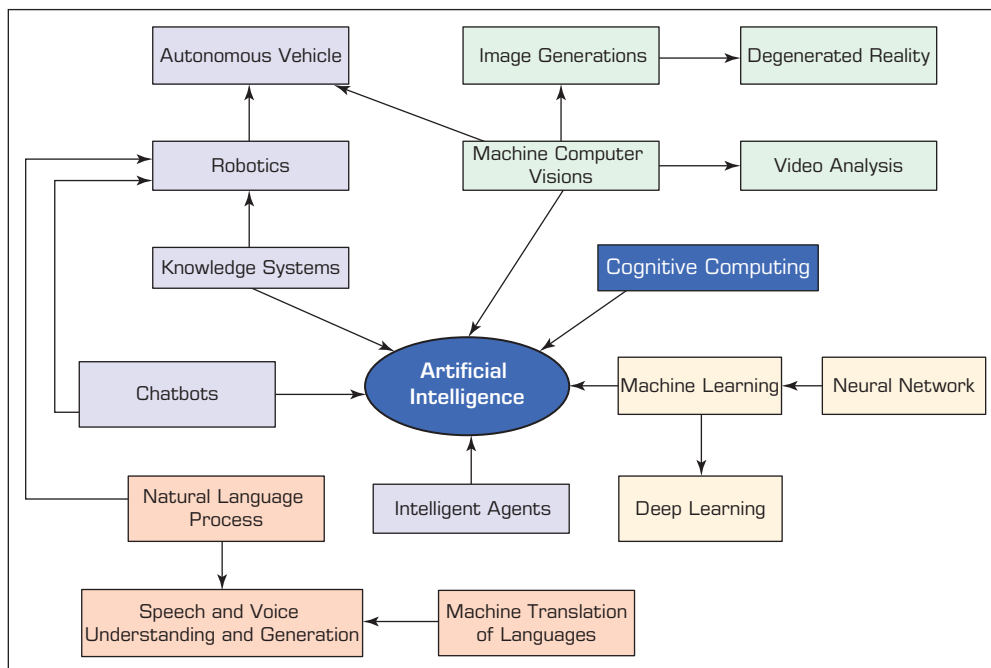 Autonomous Vehicle
Image Generations
Degenerated Reality
Robotics
Machine Computer
Visions
Video Analysis
Knowledge Systems
Cognitive Computing
Artificial
Intelligence
Chatbots
Machine Learning
Neural Network
Natural Language
Process
Intelligent Agents
Deep Learning
Speech and Voice
Understanding and Generation
Machine Translation
of Languages